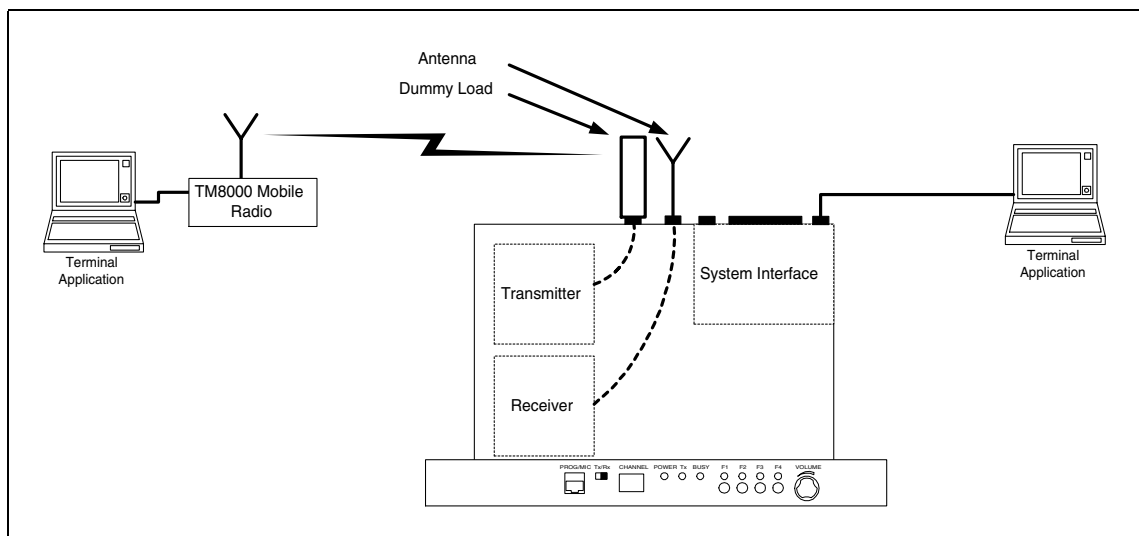 Antenna
Dummy Load
TM8000 Mobile
Radio
Terminal
Application
Terminal
Application
System Interface
Transmitter
Receiver
PROG/MIC Tx/Rx CHANNEL POWER Tx BUSY F1 F2 F3 F4 VOLUME